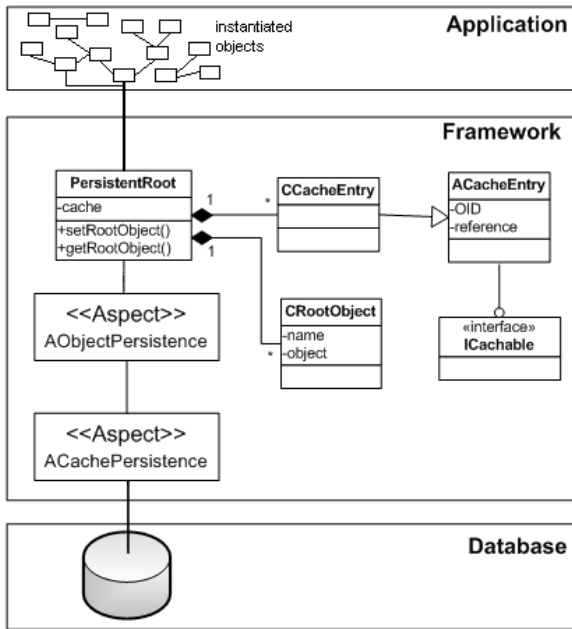 instantiated
objects
Application
Framework
PersistentRoot
-cache
+setRootObject()
+getRootObject()
1
*
1
*
CCacheEntry
ACacheEntry
-OID
-reference
CRootObject
-name
-object
«interface»
ICachable
<<Aspect>>
AObjectPersistence
<<Aspect>>
ACachePersistence
Database